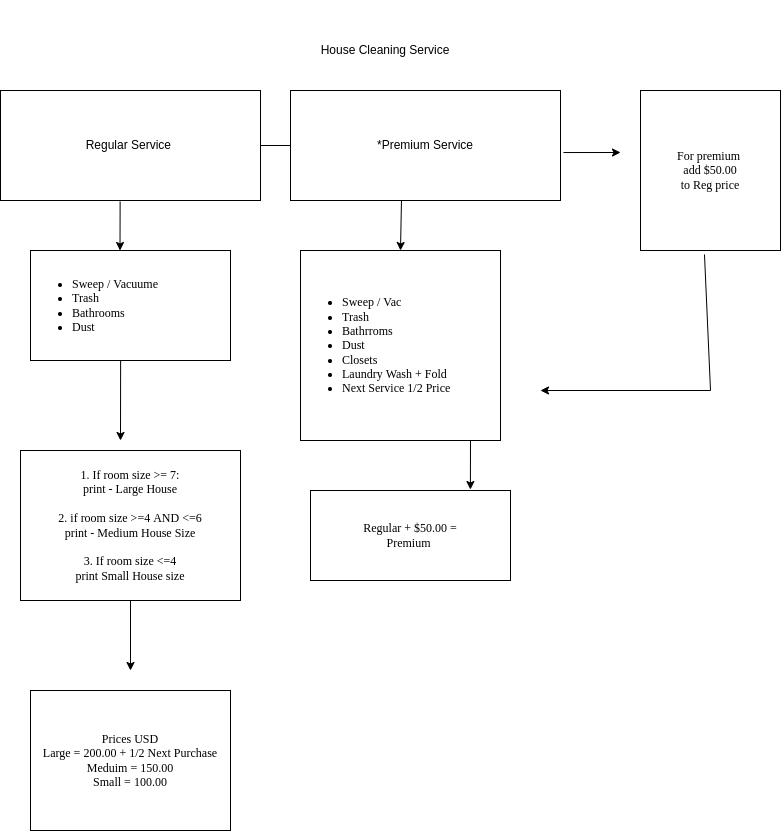 House Cleaning Service
Regular Service
*Premium Service
For premium
add $50.00
to Reg price
Sweep / Vacuume
Trash
Bathrooms
Dust
Sweep / Vac
Trash
Bathrroms
Dust
Closets
Laundry Wash + Fold
Next Service 1/2 Price
1. If room size >= 7:
print - Large House
2. if room size >=4 AND <=6
print - Medium House Size
3. If room size <=4
print Small House size
Regular + $50.00 =
Premium
Prices USD
Large = 200.00 + 1/2 Next Purchase
Meduim = 150.00
Small = 100.00